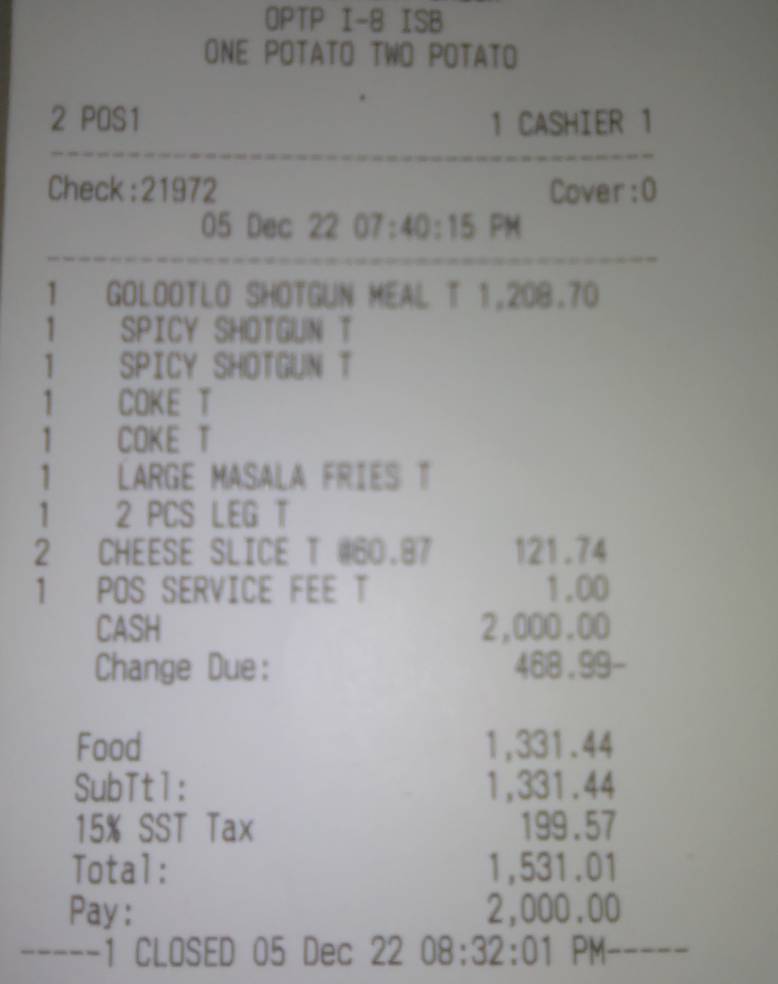 OPTP I-8 ISB
ONE POTATO TWO POTATO
2 POS1 1 CASHIER 1
Check:21972 Cover:0
05 Dec 22 07:40:15 PM
1 GOLOOTLO SHOTGUN MEAL T 1,208.70
1 SPICY SHOTGUN T
1 SPICY SHOTGUN T
1 COKE T
1 COKE T
1 LARGE MASALA FRIES T
1 2 PCS LEG T
2 CHEESE SLICE T @60.87 121.74
1 POS SERVICE FEE T 1.00
CASH 2,000.00
Change Due: 468.99-
Food 1,331.44
SubTtl: 1,331.44
15% SST Tax 199.57
Total: 1,531.01
Pay: 2,000.00
-----1 CLOSED 05 Dec 22 08:32:01 PM-----